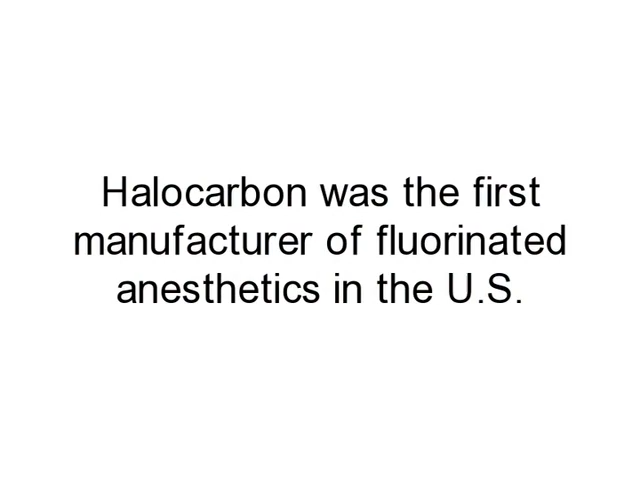 Halocarbon was the first
manufacturer of fluorinated
anesthetics in the U.S.